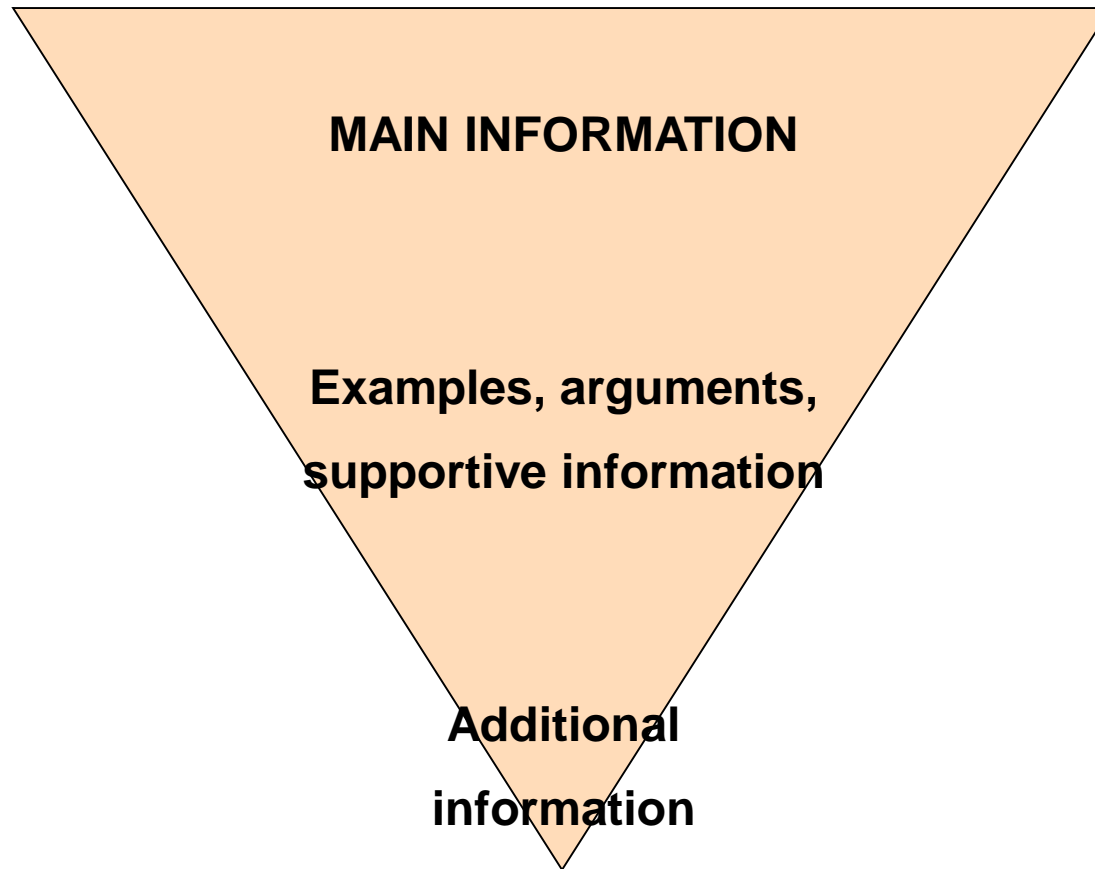 MAIN INFORMATION
Examples, arguments,
supportive information
Additional
information